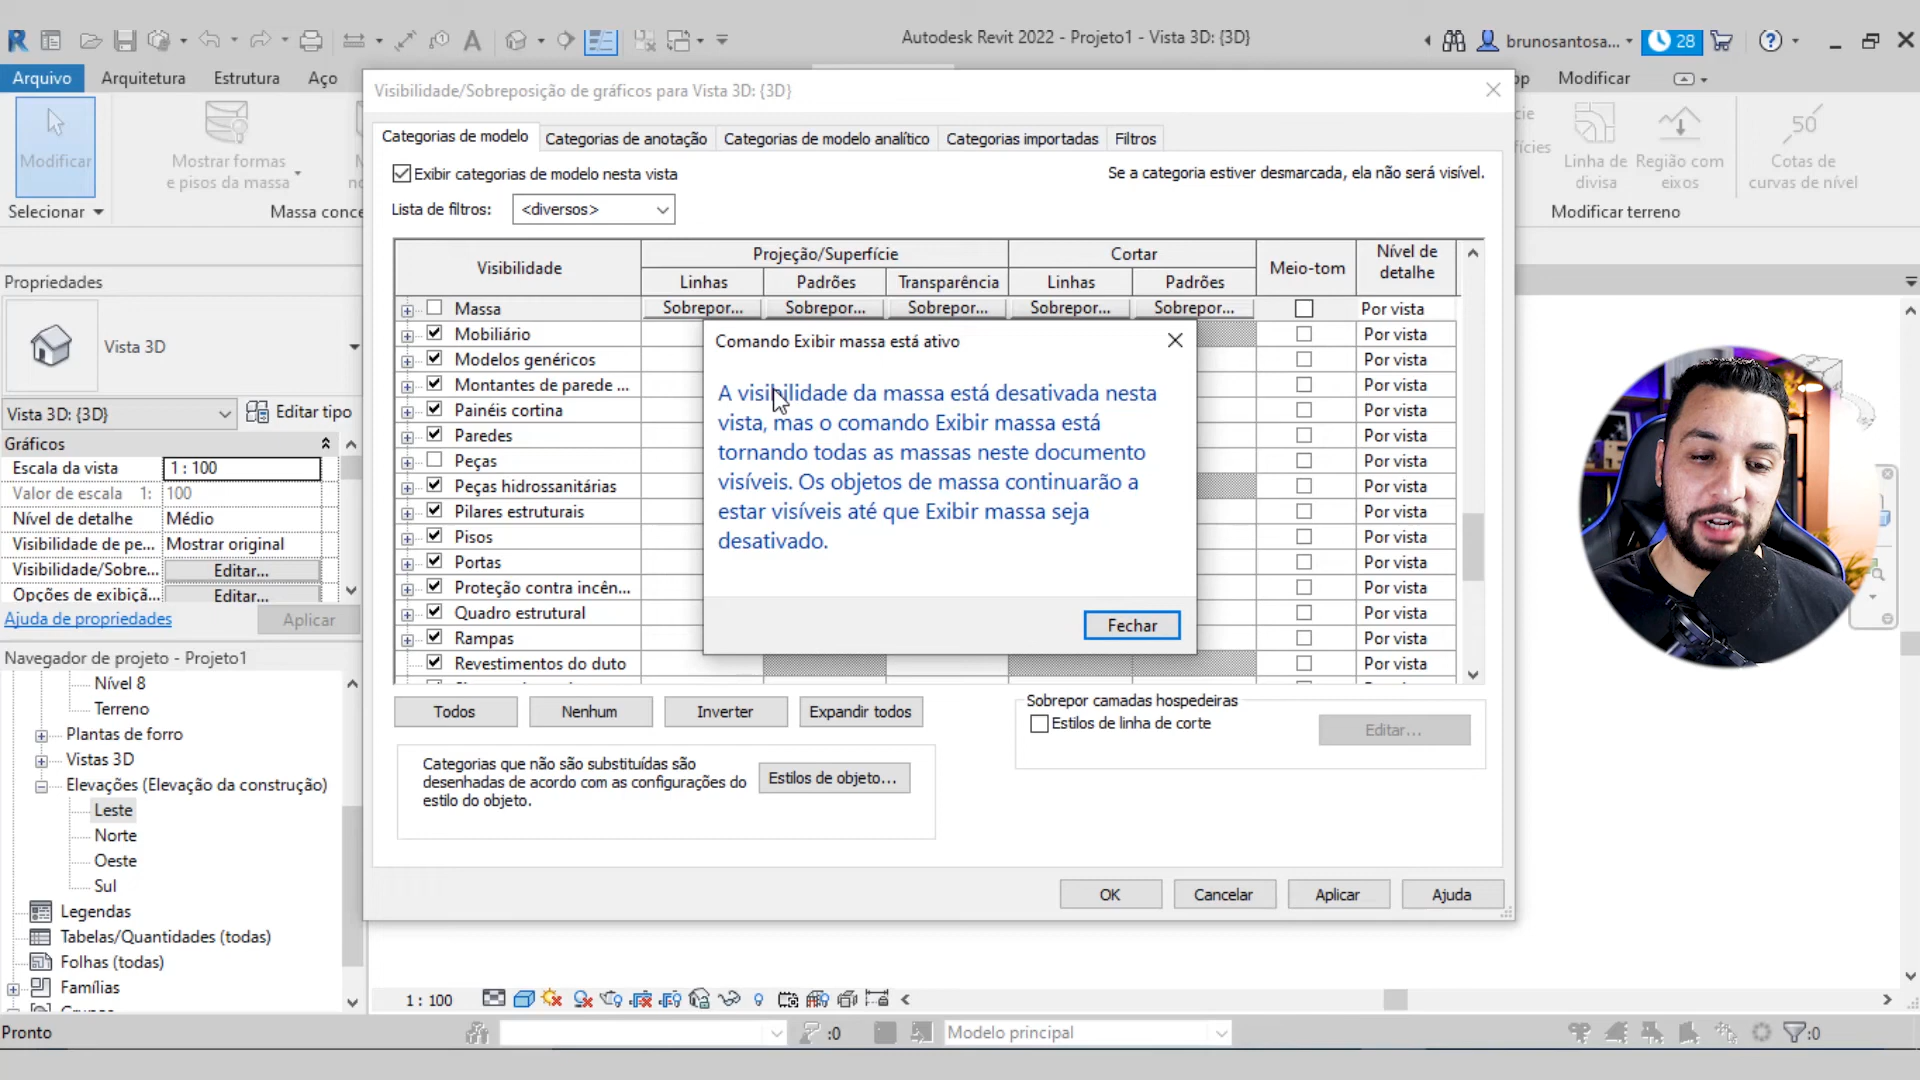 Autodesk Revit 2022 - Projeto1 - Vista 3D: {3D}
brunosantosa...
28
Arquivo
Arquitetura
Estrutura
Aço
Modificar
Modificar
Mostrar formas
e pisos da massa
Selecionar
Massa conce
Linha de
divisa
Região com
eixos
50
Cotas de
curvas de nível
Modificar terreno
Visibilidade/Sobreposição de gráficos para Vista 3D: {3D}
Categorias de modelo
Categorias de anotação
Categorias de modelo analítico
Categorias importadas
Filtros
Exibir categorias de modelo nesta vista
Se a categoria estiver desmarcada, ela não será visível.
Lista de filtros:
<diversos>
Visibilidade
Projeção/Superfície
Cortar
Meio-tom
Nível de
detalhe
Linhas
Padrões
Transparência
Linhas
Padrões
Massa
Sobrepor...
Sobrepor...
Sobrepor...
Sobrepor...
Sobrepor...
Por vista
Mobiliário
Por vista
Modelos genéricos
Por vista
Montantes de parede ...
Por vista
Painéis cortina
Por vista
Paredes
Por vista
Peças
Por vista
Peças hidrossanitárias
Por vista
Pilares estruturais
Por vista
Pisos
Por vista
Portas
Por vista
Proteção contra incên...
Por vista
Quadro estrutural
Por vista
Rampas
Por vista
Revestimentos do duto
Por vista
Comando Exibir massa está ativo
A visibilidade da massa está desativada nesta
vista, mas o comando Exibir massa está
tornando todas as massas neste documento
visíveis. Os objetos de massa continuarão a
estar visíveis até que Exibir massa seja
desativado.
Fechar
Todos
Nenhum
Inverter
Expandir todos
Sobrepor camadas hospedeiras
Estilos de linha de corte
Editar...
Categorias que não são substituídas são
desenhadas de acordo com as configurações do
estilo do objeto.
Estilos de objeto...
OK
Cancelar
Aplicar
Ajuda
Propriedades
Vista 3D
Vista 3D: {3D}
Editar tipo
Gráficos
Escala da vista
1 : 100
Valor de escala 1:
100
Nível de detalhe
Médio
Visibilidade de pe...
Mostrar original
Visibilidade/Sobre...
Editar...
Opções de exibiçã...
Editar...
Ajuda de propriedades
Aplicar
Navegador de projeto - Projeto1
Nível 8
Terreno
Plantas de forro
Vistas 3D
Elevações (Elevação da construção)
Leste
Norte
Oeste
Sul
Legendas
Tabelas/Quantidades (todas)
Folhas (todas)
Famílias
1 : 100
Pronto
:0
Modelo principal
:0